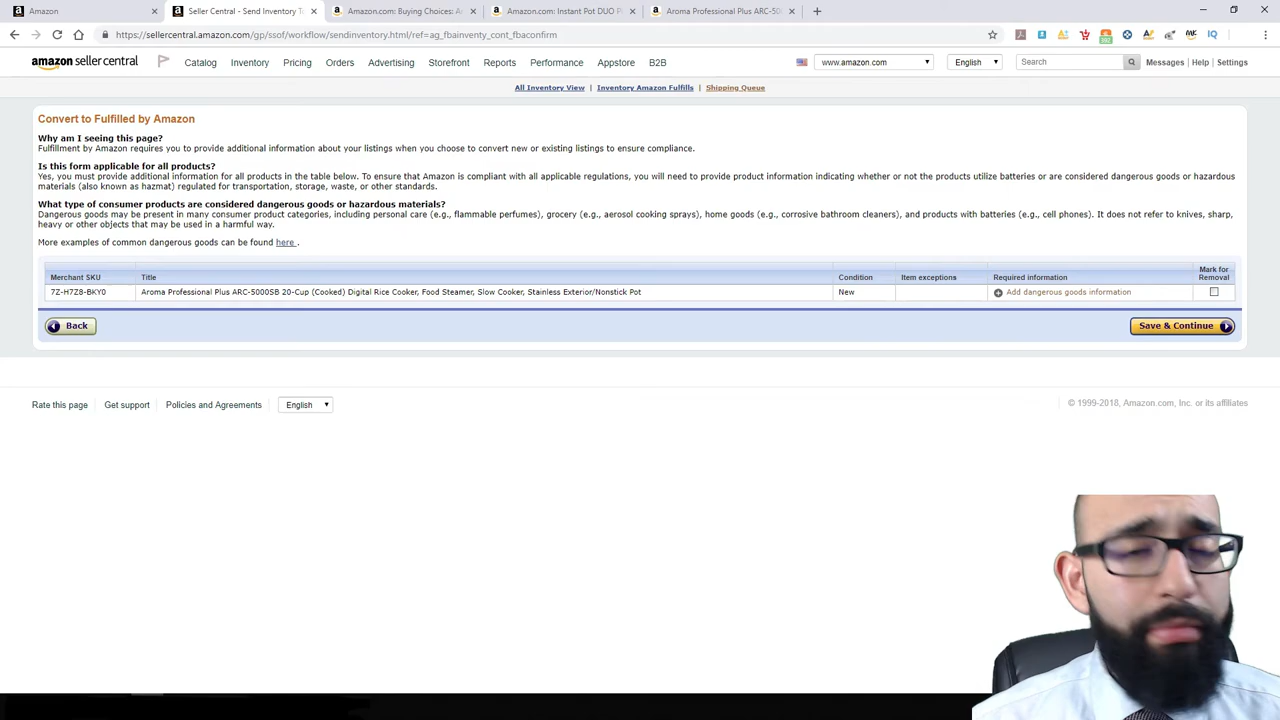 Amazon
Seller Central - Send Inventory T
Amazon.com: Buying Choices: A
Amazon.com: Instant Pot DUO P
Aroma Professional Plus ARC-500
https://sellercentral.amazon.com/gp/ssof/workflow/sendinventory.html/ref=ag_fbainventy_cont_fbaconfirm
amazon seller central
Catalog Inventory Pricing Orders Advertising Storefront Reports Performance Appstore B2B
www.amazon.com English Search Messages | Help | Settings
All Inventory View | Inventory Amazon Fulfills | Shipping Queue
Convert to Fulfilled by Amazon
Why am I seeing this page?
Fulfillment by Amazon requires you to provide additional information about your listings when you choose to convert new or existing listings to ensure compliance.
Is this form applicable for all products?
Yes, you must provide additional information for all products in the table below. To ensure that Amazon is compliant with all applicable regulations, you will need to provide product information indicating whether or not the products utilize batteries or are considered dangerous goods or hazardous
materials (also known as hazmat) regulated for transportation, storage, waste, or other standards.
What type of consumer products are considered dangerous goods or hazardous materials?
Dangerous goods may be present in many consumer product categories, including personal care (e.g., flammable perfumes), grocery (e.g., aerosol cooking sprays), home goods (e.g., corrosive bathroom cleaners), and products with batteries (e.g., cell phones). It does not refer to knives, sharp,
heavy or other objects that may be used in a harmful way.
More examples of common dangerous goods can be found here .
Merchant SKU Title Condition Item exceptions Required information Mark for
Removal
7Z-H7Z8-BKY0 Aroma Professional Plus ARC-5000SB 20-Cup (Cooked) Digital Rice Cooker, Food Steamer, Slow Cooker, Stainless Exterior/Nonstick Pot New Add dangerous goods information
Back Save & Continue
Rate this page Get support Policies and Agreements English © 1999-2018, Amazon.com, Inc. or its affiliates